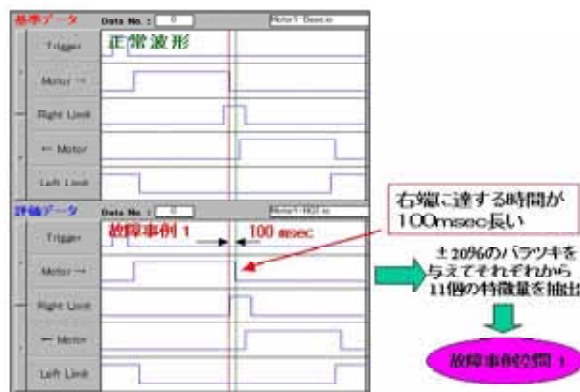 基準データ
Data No. :
0
Motor1-Base.io
Trigger
正常波形
Motor →
Right Limit
← Motor
Left Limit
評価データ
Data No. :
0
Motor1-NG1.io
Trigger
故障事例 1
100 msec
Motor →
Right Limit
← Motor
Left Limit
右端に達する時間が
100msec長い
±20%のバラツキを
与えてそれぞれから
11個の特徴量を抽出
故障事例空間 1